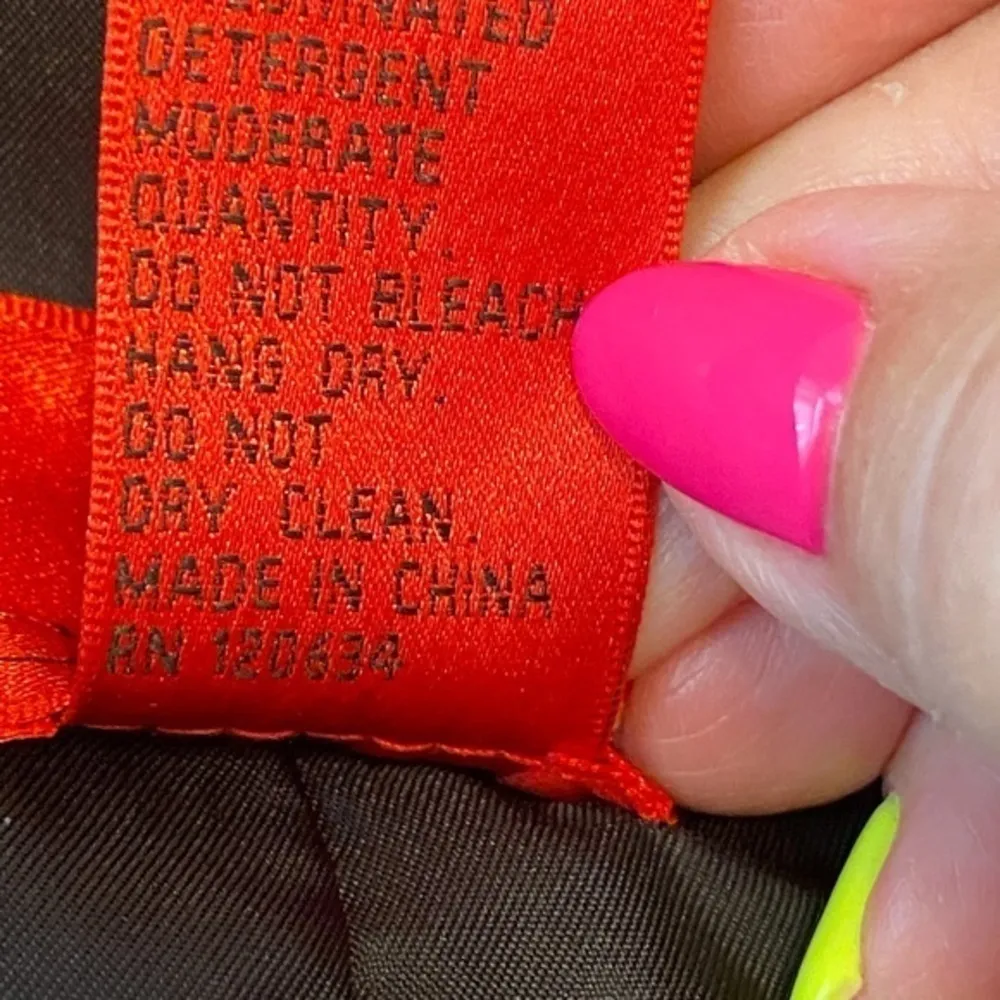 DETERGENT
MODERATE
QUANTITY.
DO NOT BLEACH
HANG DRY.
DO NOT
DRY CLEAN.
MADE IN CHINA
RN 120634